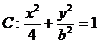 C: x²/4 + y²/b² = 1